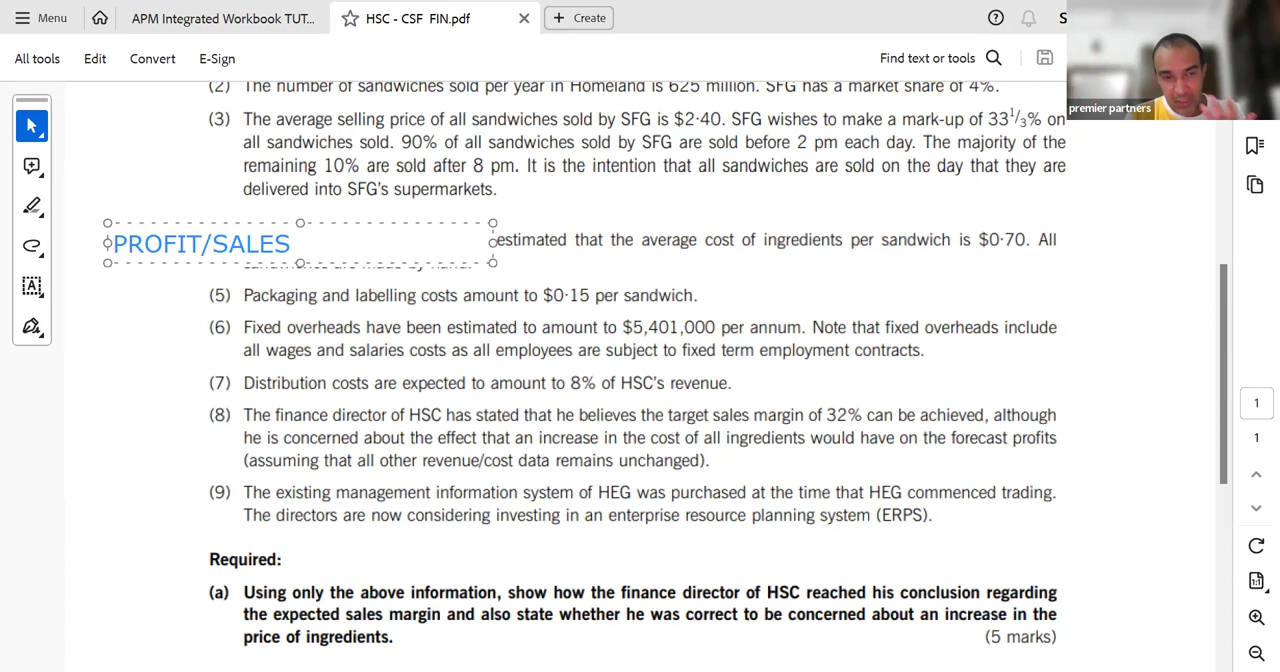 Menu
APM Integrated Workbook TUT...
HSC - CSF FIN.pdf
Create
S
All tools
Edit
Convert
E-Sign
Find text or tools
premier partners
(2) The number of sandwiches sold per year in Homeland is 625 million. SFG has a market share of 4%.
(3) The average selling price of all sandwiches sold by SFG is $2·40. SFG wishes to make a mark-up of 33 1/3% on
all sandwiches sold. 90% of all sandwiches sold by SFG are sold before 2 pm each day. The majority of the
remaining 10% are sold after 8 pm. It is the intention that all sandwiches are sold on the day that they are
delivered into SFG's supermarkets.
PROFIT/SALES
estimated that the average cost of ingredients per sandwich is $0·70. All
(5) Packaging and labelling costs amount to $0·15 per sandwich.
(6) Fixed overheads have been estimated to amount to $5,401,000 per annum. Note that fixed overheads include
all wages and salaries costs as all employees are subject to fixed term employment contracts.
(7) Distribution costs are expected to amount to 8% of HSC's revenue.
(8) The finance director of HSC has stated that he believes the target sales margin of 32% can be achieved, although
he is concerned about the effect that an increase in the cost of all ingredients would have on the forecast profits
(assuming that all other revenue/cost data remains unchanged).
(9) The existing management information system of HEG was purchased at the time that HEG commenced trading.
The directors are now considering investing in an enterprise resource planning system (ERPS).
Required:
(a) Using only the above information, show how the finance director of HSC reached his conclusion regarding
the expected sales margin and also state whether he was correct to be concerned about an increase in the
price of ingredients. (5 marks)
1
1